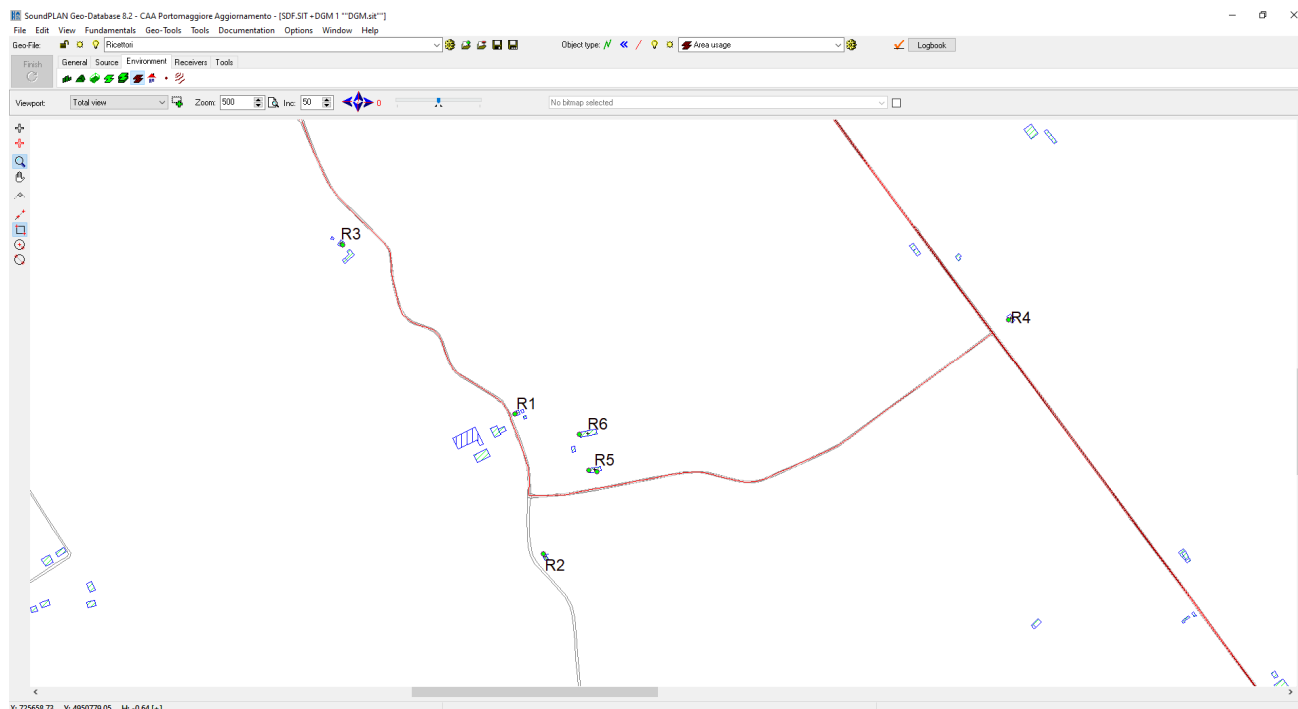 SoundPLAN Geo-Database 8.2 - CAA Portomaggiore Aggiornamento - [SDF.SIT +DGM 1 ""DGM.sit""]
File Edit View Fundamentals Geo-Tools Tools Documentation Options Window Help
Geo-File: Ricettori Object type: Area usage Logbook
Finish General Source Environment Receivers Tools
Viewport: Total view Zoom: 500 Inc: 50 0 No bitmap selected
R3
R4
R1
R6
R5
R2